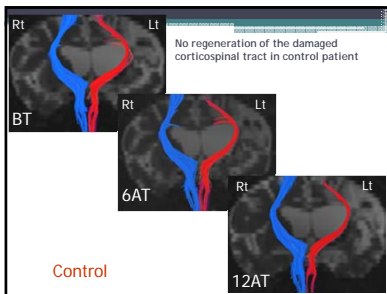 Rt Lt
No regeneration of the damaged
corticospinal tract in control patient
BT
Rt Lt
6AT
Rt Lt
12AT
Control